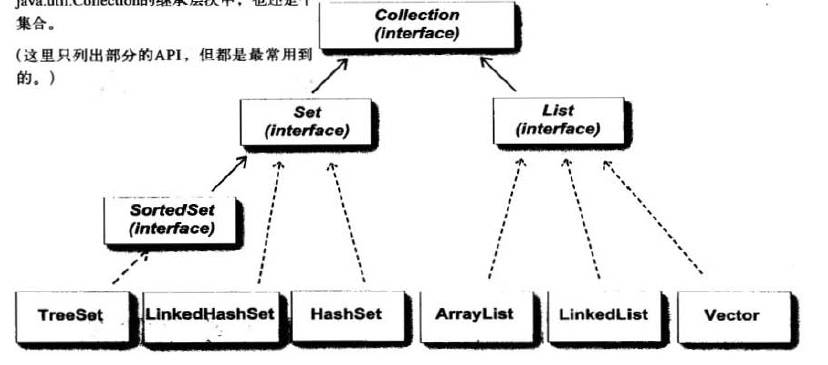 java.util.Collection的继承层次中，也还是个
集合。
(这里只列出部分的API，但都是最常用到
的。)
Collection
(interface)
Set
(interface)
List
(interface)
SortedSet
(interface)
TreeSet
LinkedHashSet
HashSet
ArrayList
LinkedList
Vector